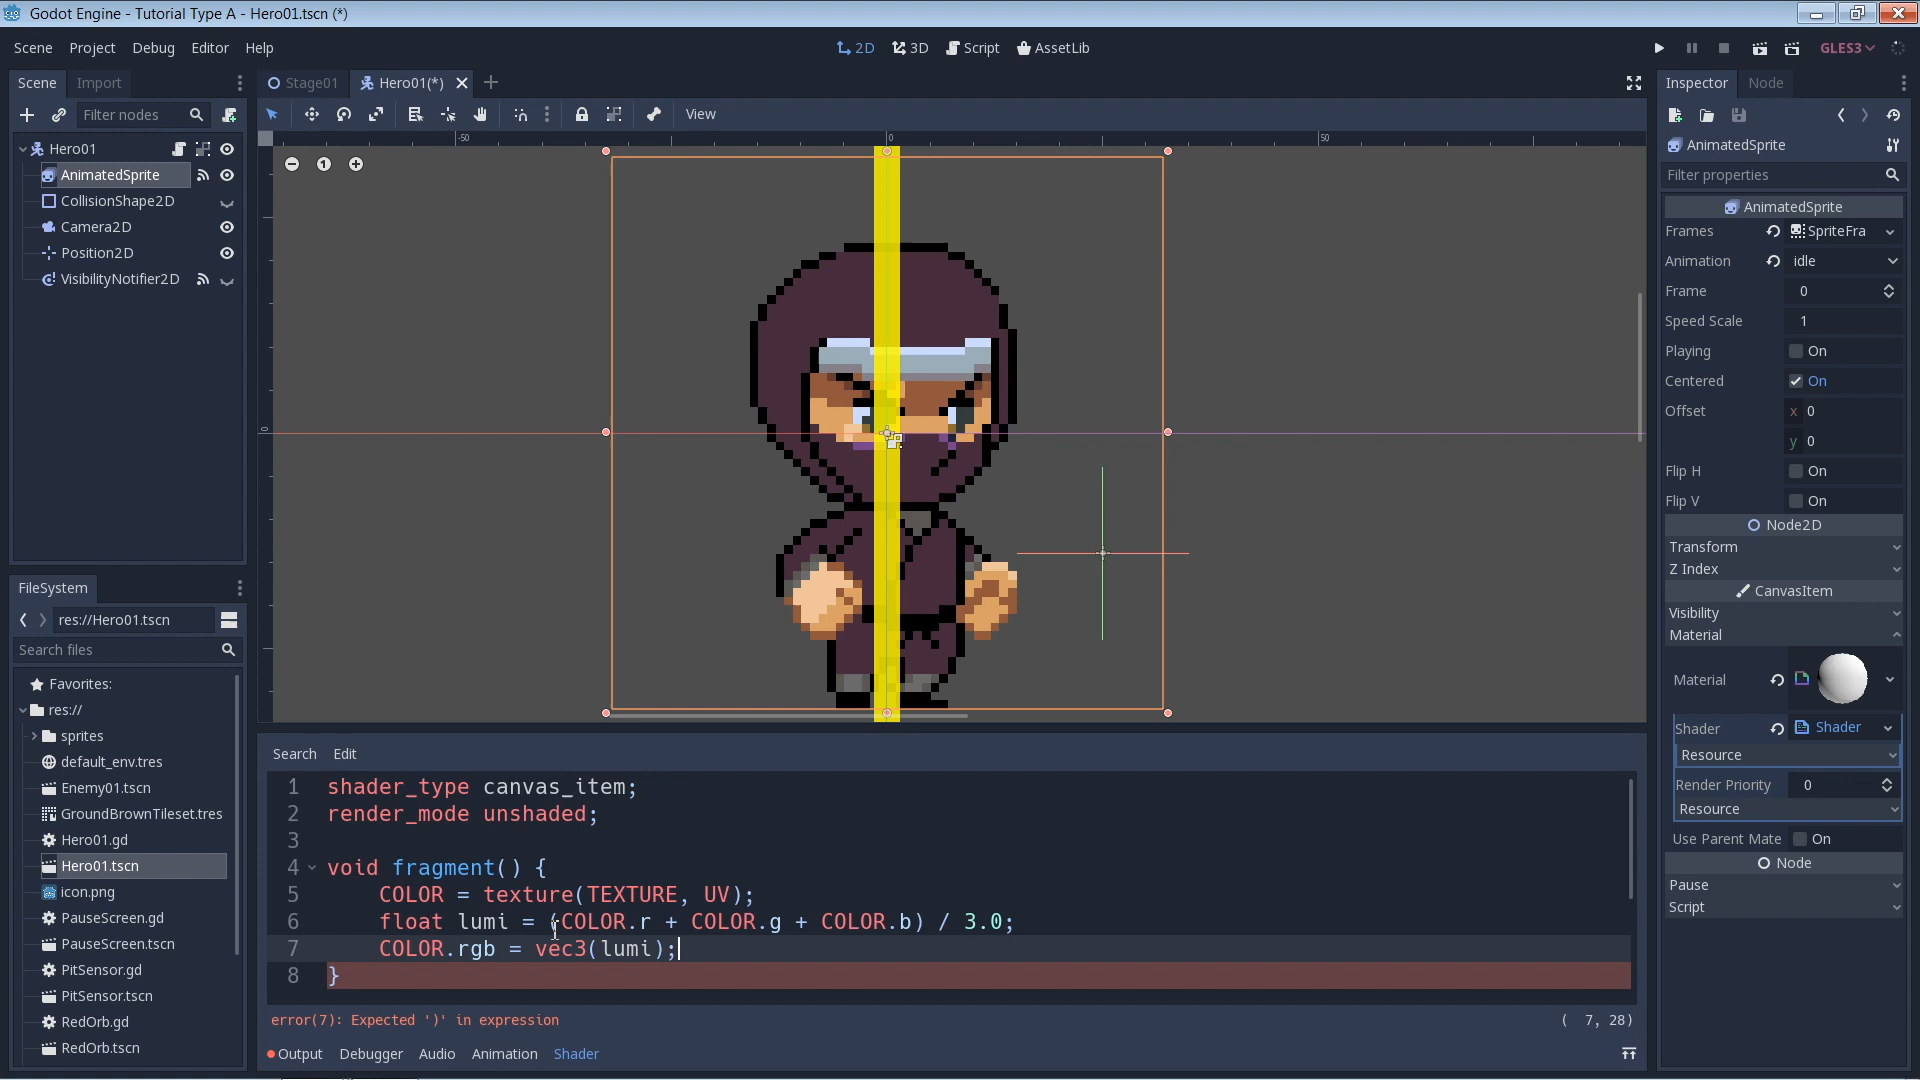 Godot Engine - Tutorial Type A - Hero01.tscn (*)
Scene Project Debug Editor Help
2D 3D Script AssetLib
GLES3
Scene Import
Filter nodes
Hero01
AnimatedSprite
CollisionShape2D
Camera2D
Position2D
VisibilityNotifier2D
FileSystem
res://Hero01.tscn
Search files
Favorites:
res://
sprites
default_env.tres
Enemy01.tscn
GroundBrownTileset.tres
Hero01.gd
Hero01.tscn
icon.png
PauseScreen.gd
PauseScreen.tscn
PitSensor.gd
PitSensor.tscn
RedOrb.gd
RedOrb.tscn
Stage01 Hero01(*)
View
-50 0 50
1
0
Search Edit
1 shader_type canvas_item;
2 render_mode unshaded;
3
4 void fragment() {
5 COLOR = texture(TEXTURE, UV);
6 float lumi = (COLOR.r + COLOR.g + COLOR.b) / 3.0;
7 COLOR.rgb = vec3(lumi);
8 }
error(7): Expected ')' in expression
( 7, 28)
Output Debugger Audio Animation Shader
Inspector Node
AnimatedSprite
Filter properties
AnimatedSprite
Frames SpriteFra
Animation idle
Frame 0
Speed Scale 1
Playing On
Centered On
Offset x 0
y 0
Flip H On
Flip V On
Node2D
Transform
Z Index
CanvasItem
Visibility
Material
Material
Shader Shader
Resource
Render Priority 0
Resource
Use Parent Mate On
Node
Pause
Script